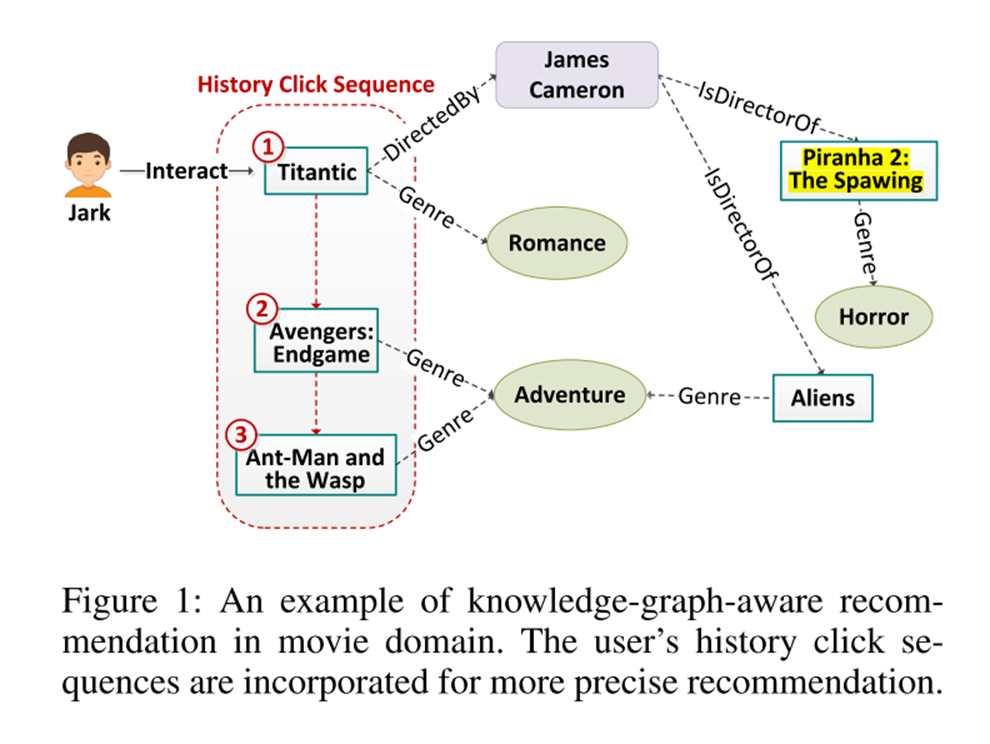 History Click Sequence
Jark
Interact
1
Titantic
DirectedBy
James
Cameron
Genre
Romance
IsDirectorOf
Piranha 2:
The Spawing
Genre
Horror
IsDirectorOf
Aliens
2
Avengers:
Endgame
Genre
Adventure
Genre
3
Ant-Man and
the Wasp
Genre
Figure 1: An example of knowledge-graph-aware recom-
mendation in movie domain. The user's history click se-
quences are incorporated for more precise recommendation.